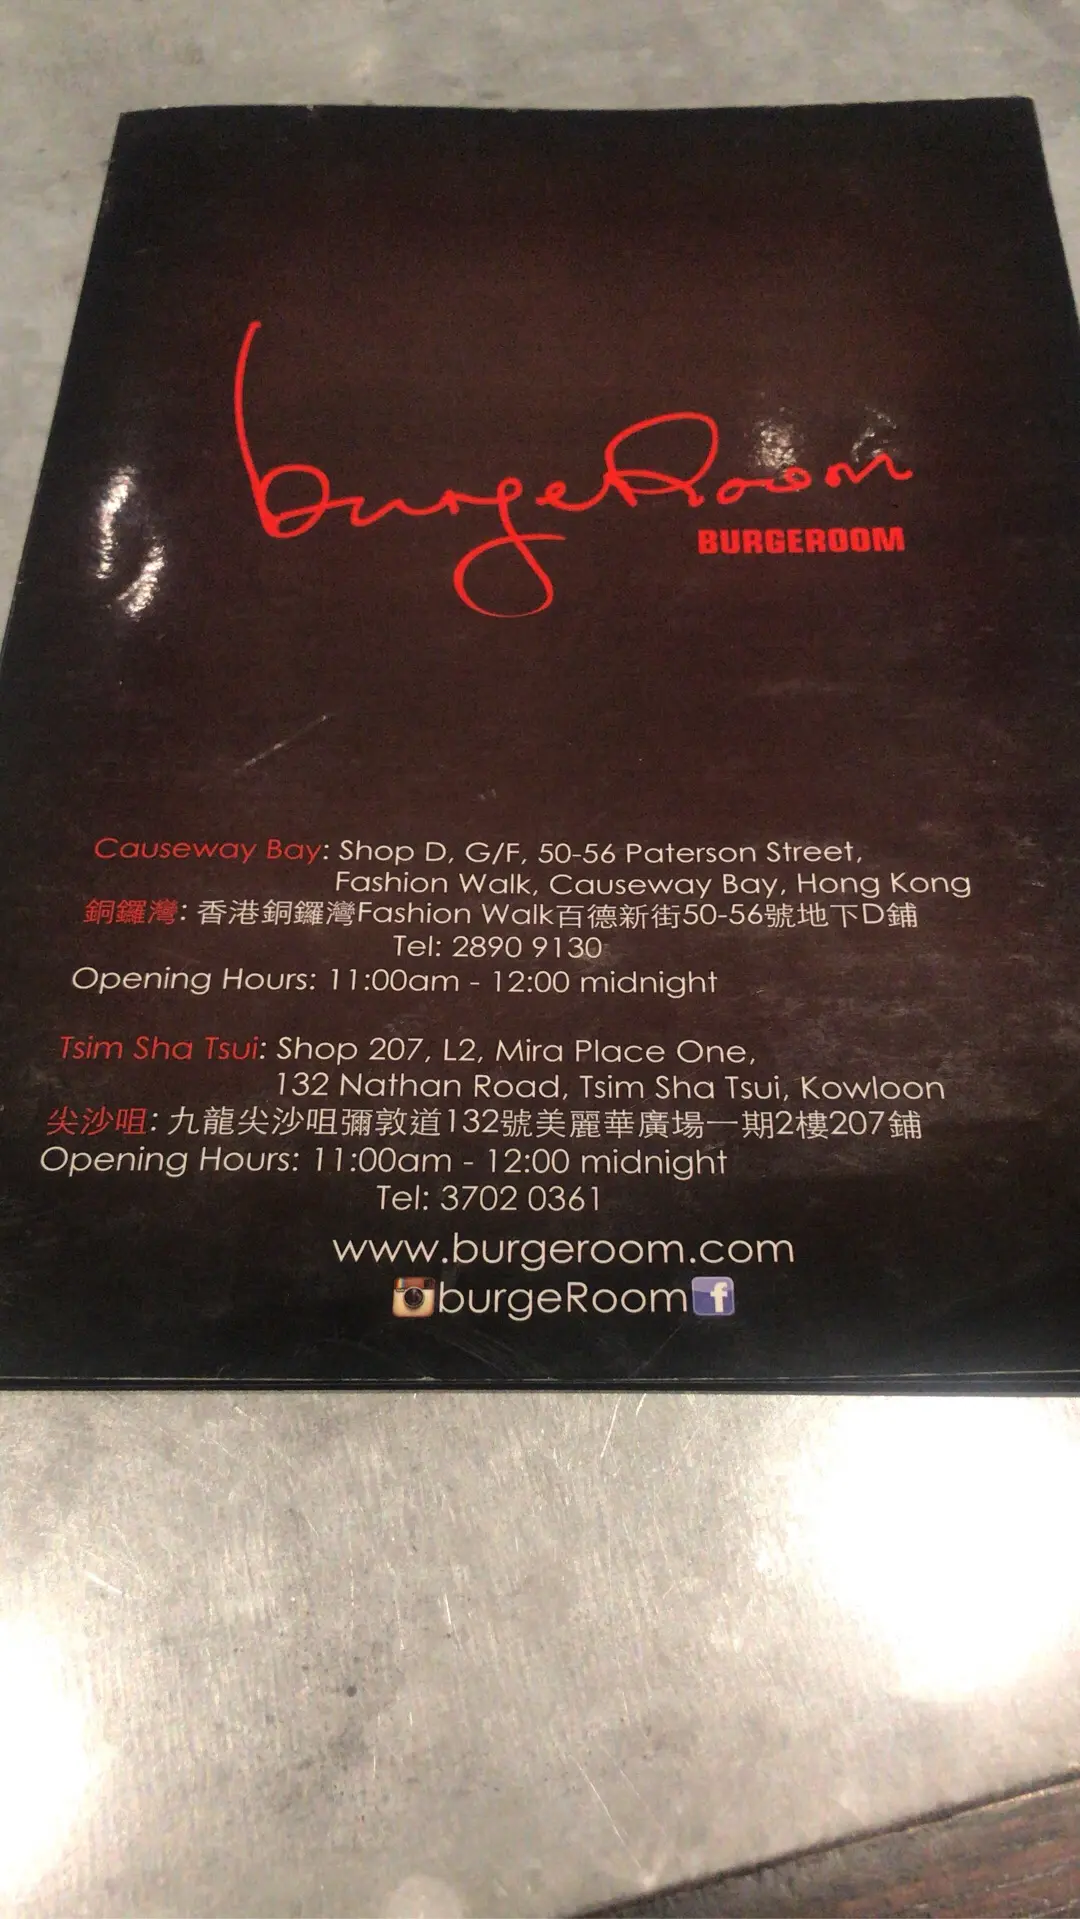 burgeRoom
BURGEROOM
Causeway Bay: Shop D, G/F, 50-56 Paterson Street,
Fashion Walk, Causeway Bay, Hong Kong
銅鑼灣: 香港銅鑼灣Fashion Walk百德新街50-56號地下D鋪
Tel: 2890 9130
Opening Hours: 11:00am - 12:00 midnight
Tsim Sha Tsui: Shop 207, L2, Mira Place One,
132 Nathan Road, Tsim Sha Tsui, Kowloon
尖沙咀: 九龍尖沙咀彌敦道132號美麗華廣場一期2樓207鋪
Opening Hours: 11:00am - 12:00 midnight
Tel: 3702 0361
www.burgeroom.com
burgeRoom f